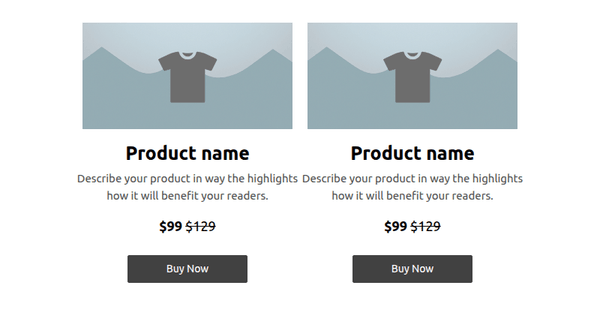 Product name
Describe your product in way the highlights
how it will benefit your readers.
$99 $129
Buy Now
Product name
Describe your product in way the highlights
how it will benefit your readers.
$99 $129
Buy Now